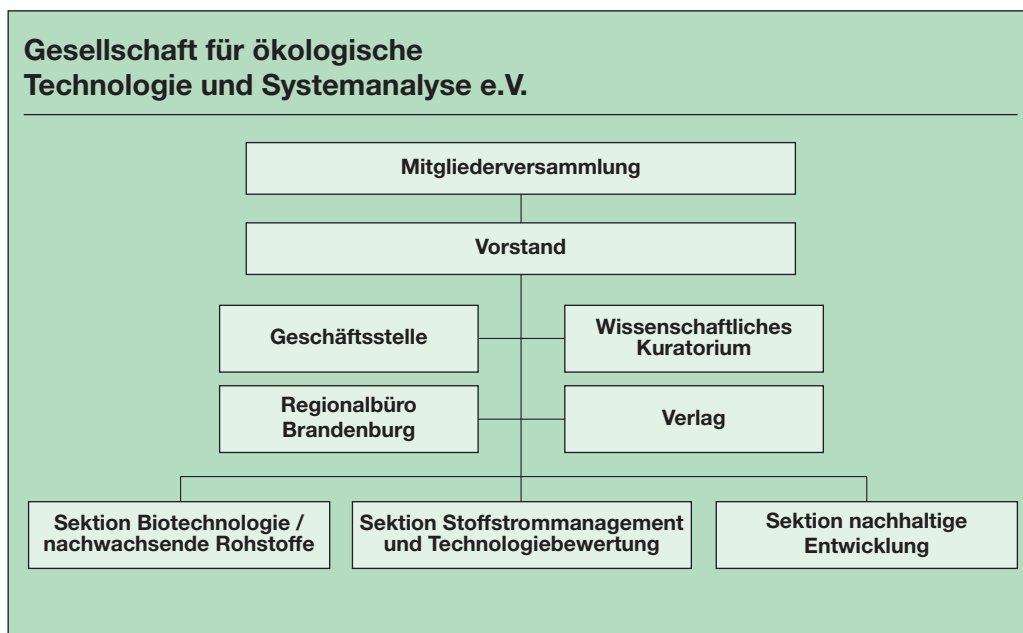 Gesellschaft für ökologische
Technologie und Systemanalyse e.V.
Mitgliederversammlung
Vorstand
Geschäftsstelle
Wissenschaftliches
Kuratorium
Regionalbüro
Brandenburg
Verlag
Sektion Biotechnologie /
nachwachsende Rohstoffe
Sektion Stoffstrommanagement
und Technologiebewertung
Sektion nachhaltige
Entwicklung